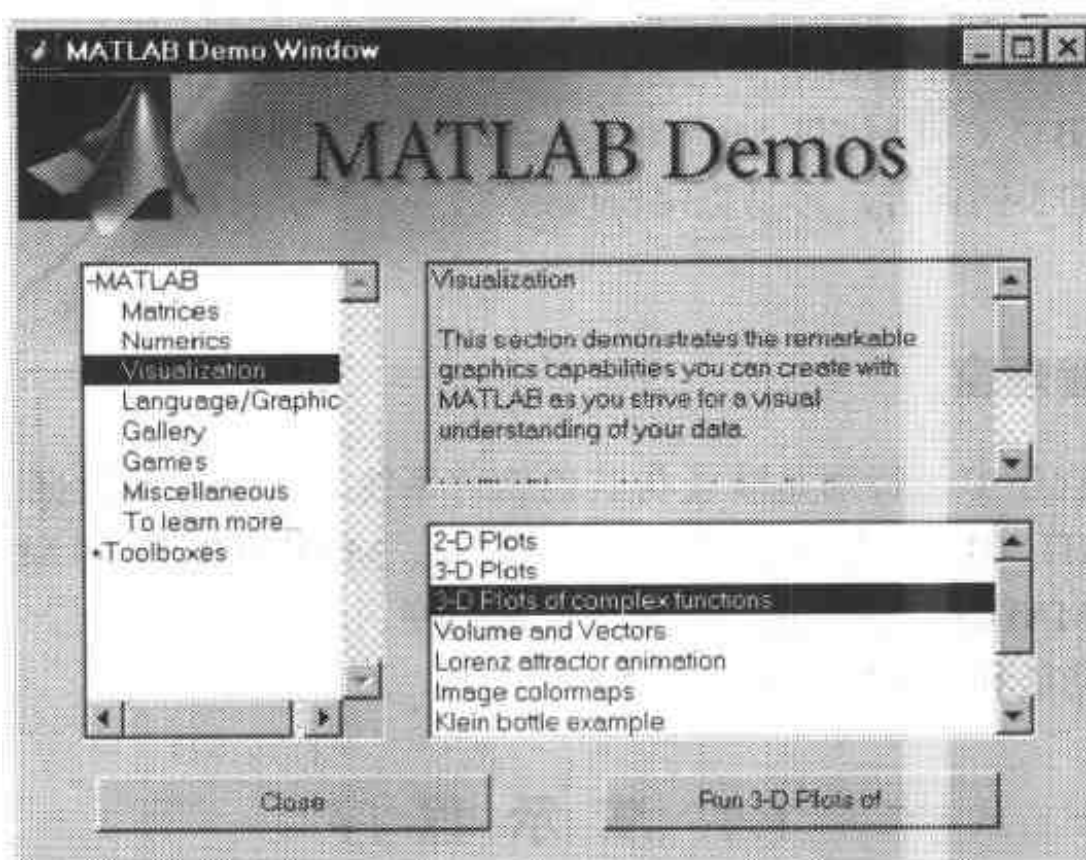 MATLAB Demo Window
MATLAB Demos
-MATLAB
Matrices
Numerics
Visualization
Language/Graphic
Gallery
Games
Miscellaneous
To learn more...
+Toolboxes
Visualization
This section demonstrates the remarkable
graphics capabilities you can create with
MATLAB as you strive for a visual
understanding of your data.
2-D Plots
3-D Plots
3-D Plots of complex functions
Volume and Vectors
Lorenz attractor animation
Image colormaps
Klein bottle example
Close
Run 3-D Plots of ...